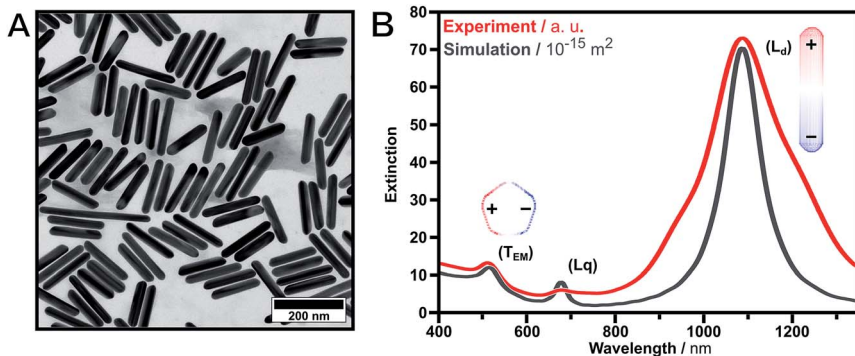 A
200 nm
B
Experiment / a. u.
Simulation / 10⁻¹⁵ m²
(L_d)
+
−
+ −
(T_EM)
(Lq)
Extinction
80
70
60
50
40
30
20
10
0
400 600 800 1000 1200
Wavelength / nm